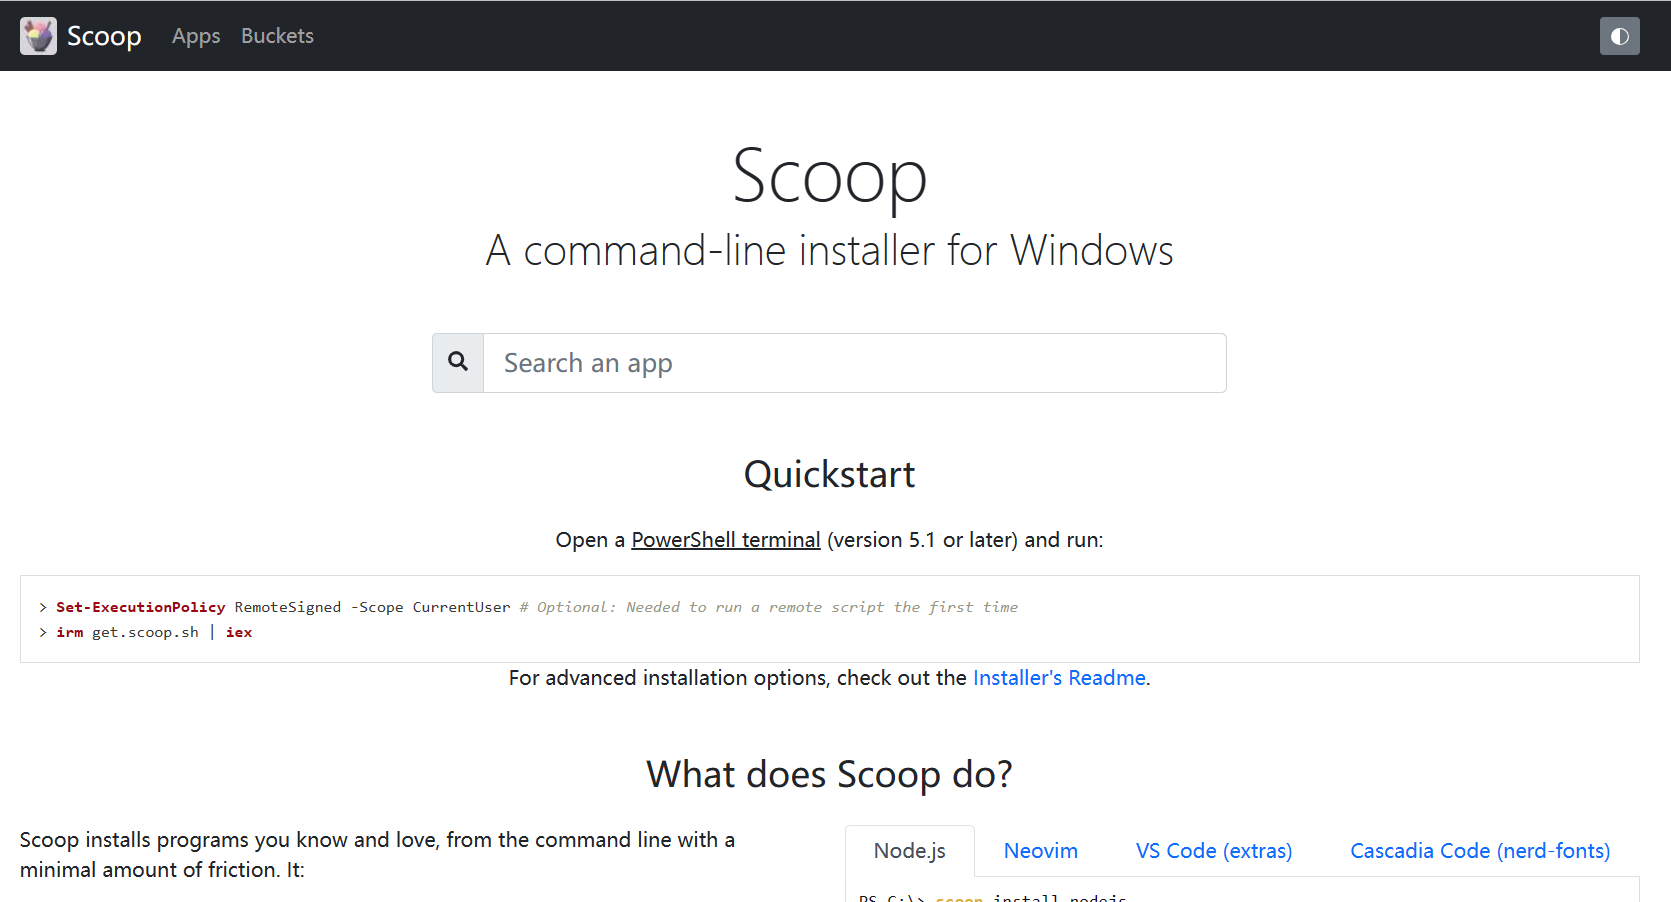 Scoop Apps Buckets
Scoop
A command-line installer for Windows
Search an app
Quickstart
Open a PowerShell terminal (version 5.1 or later) and run:
> Set-ExecutionPolicy RemoteSigned -Scope CurrentUser # Optional: Needed to run a remote script the first time
> irm get.scoop.sh | iex
For advanced installation options, check out the Installer's Readme.
What does Scoop do?
Scoop installs programs you know and love, from the command line with a
minimal amount of friction. It:
Node.js Neovim VS Code (extras) Cascadia Code (nerd-fonts)
PS C:\> scoop install nodejs